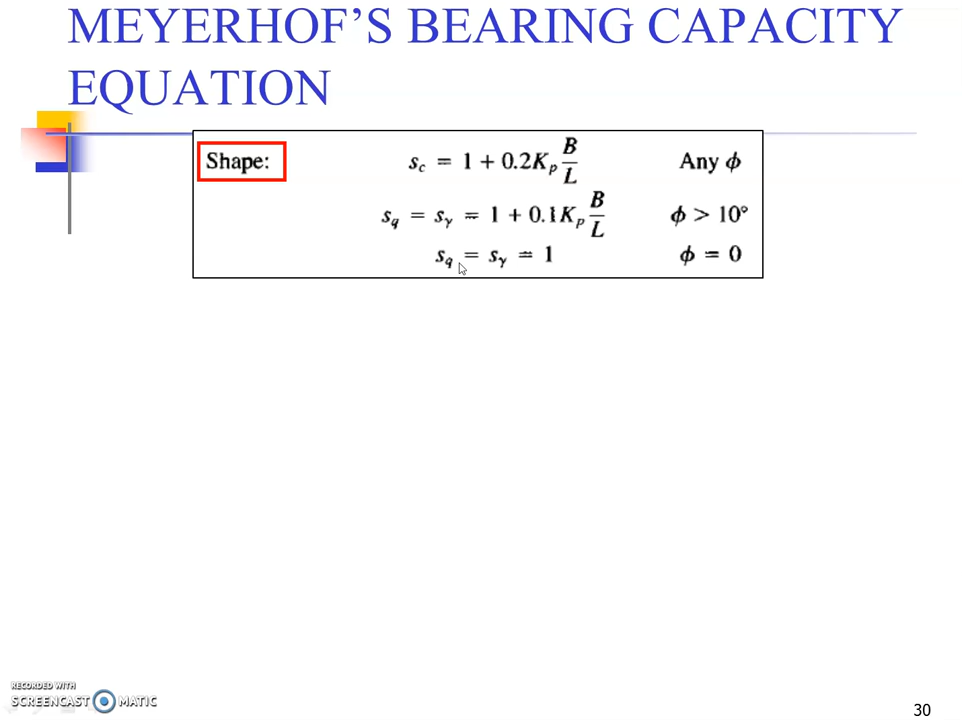 MEYERHOF'S BEARING CAPACITY
EQUATION
Shape: s_c = 1 + 0.2K_p B/L Any ϕ
s_q = s_γ = 1 + 0.1K_p B/L ϕ > 10°
s_q = s_γ = 1 ϕ = 0
RECORDED WITH
SCREENCAST MATIC
30